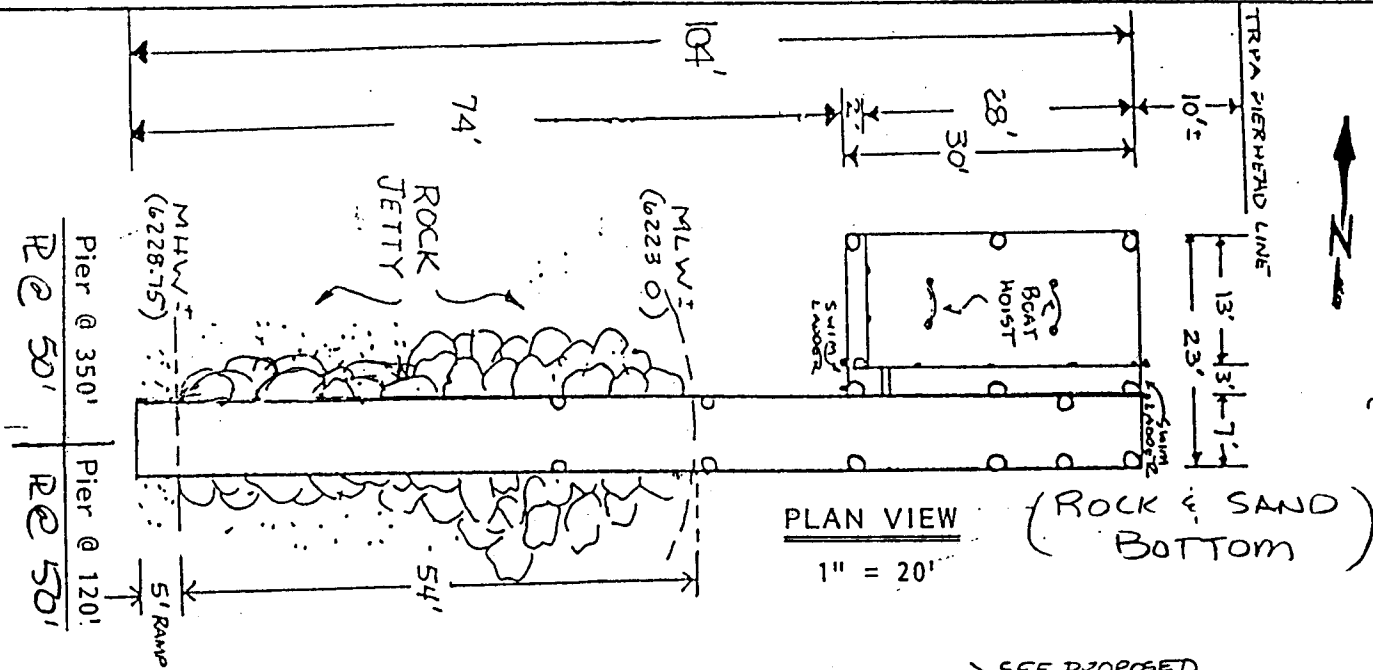 104'
74'
2'
28'
30'
10'±
TRPA PIERHEAD LINE
N
ROCK
JETTY
MHW±
(6228.75)
MLW±
(6223.0)
BOAT
HOIST
SWIM
LADDER
SWIM
LADDER
13'
3'
7'
23'
PLAN VIEW
1" = 20'
(ROCK & SAND
BOTTOM)
54'
5' RAMP
Pier @ 350'
Pier @ 120'
PL @ 50'
PL @ 50'
SEE PROPOSED